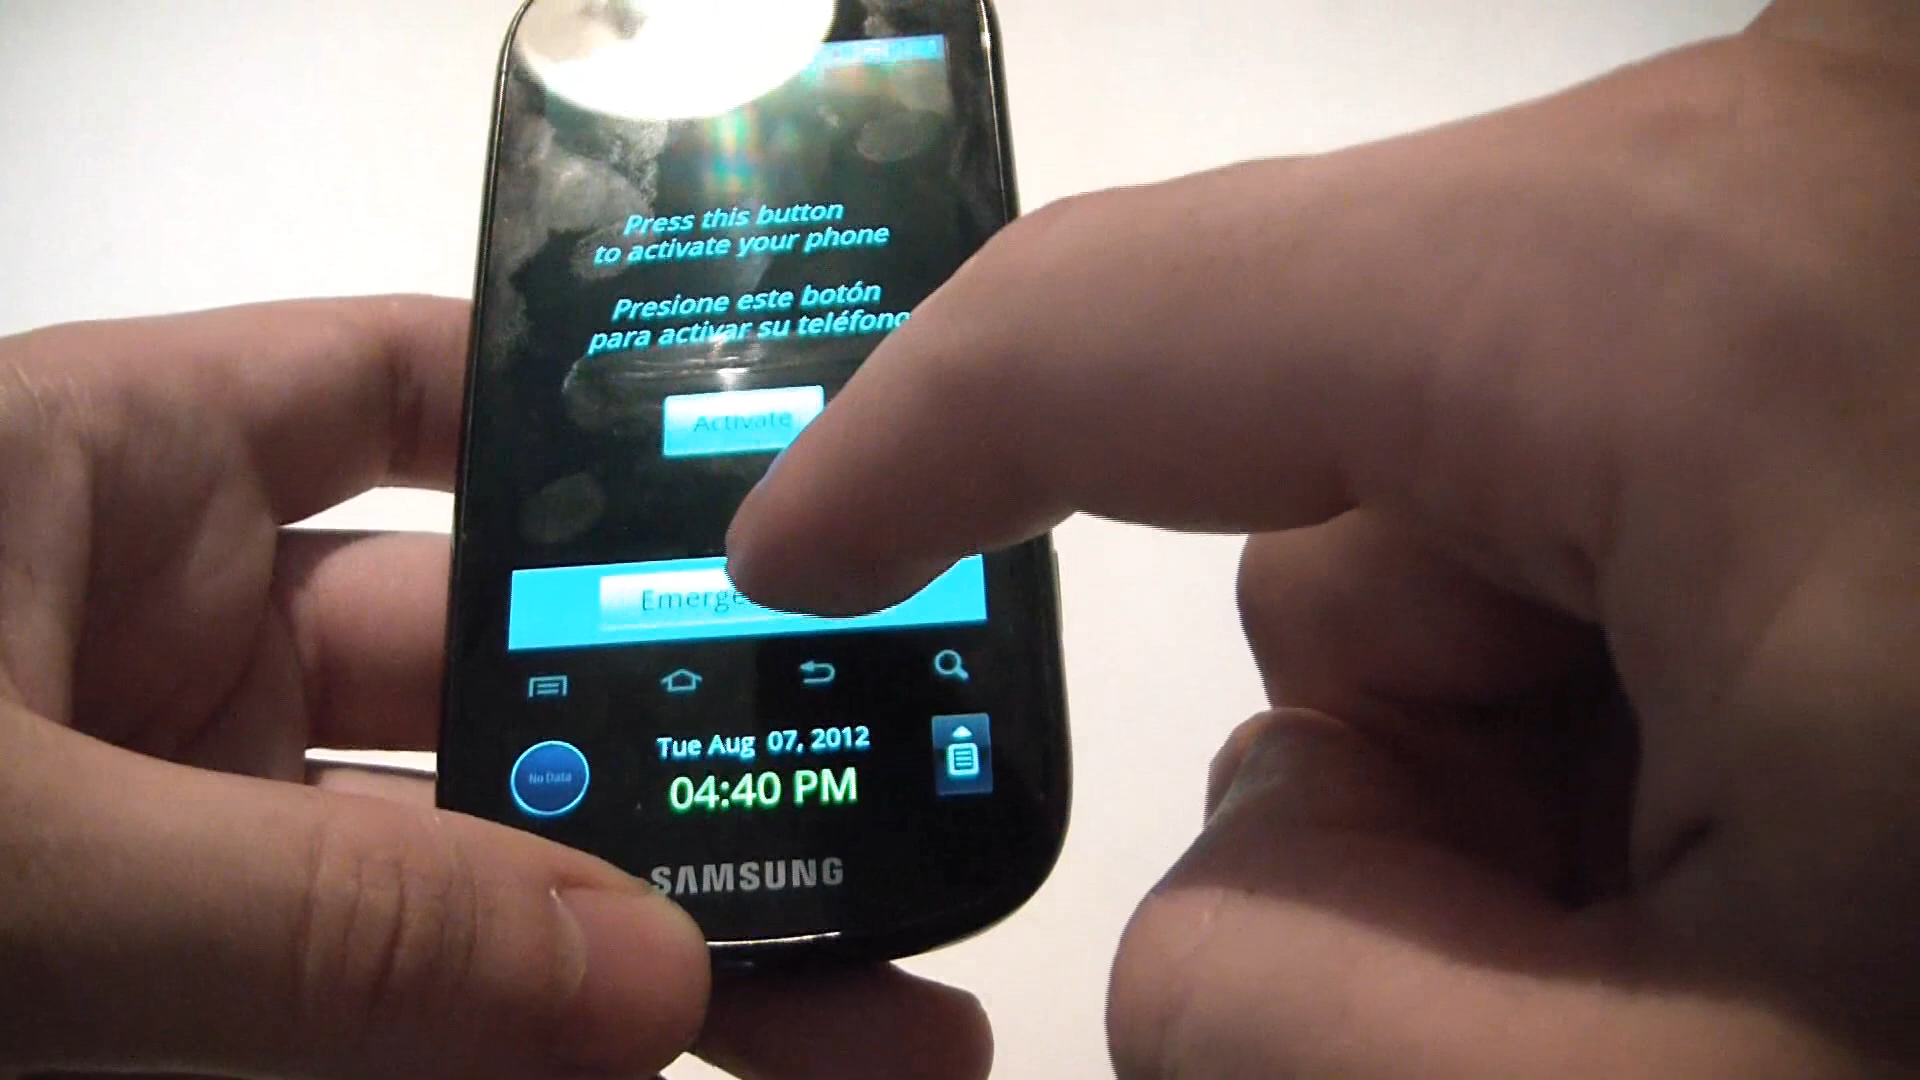 Press this button
to activate your phone
Presione este botón
para activar su teléfono
Activate
No Data
Tue Aug 07, 2012
04:40 PM
SAMSUNG